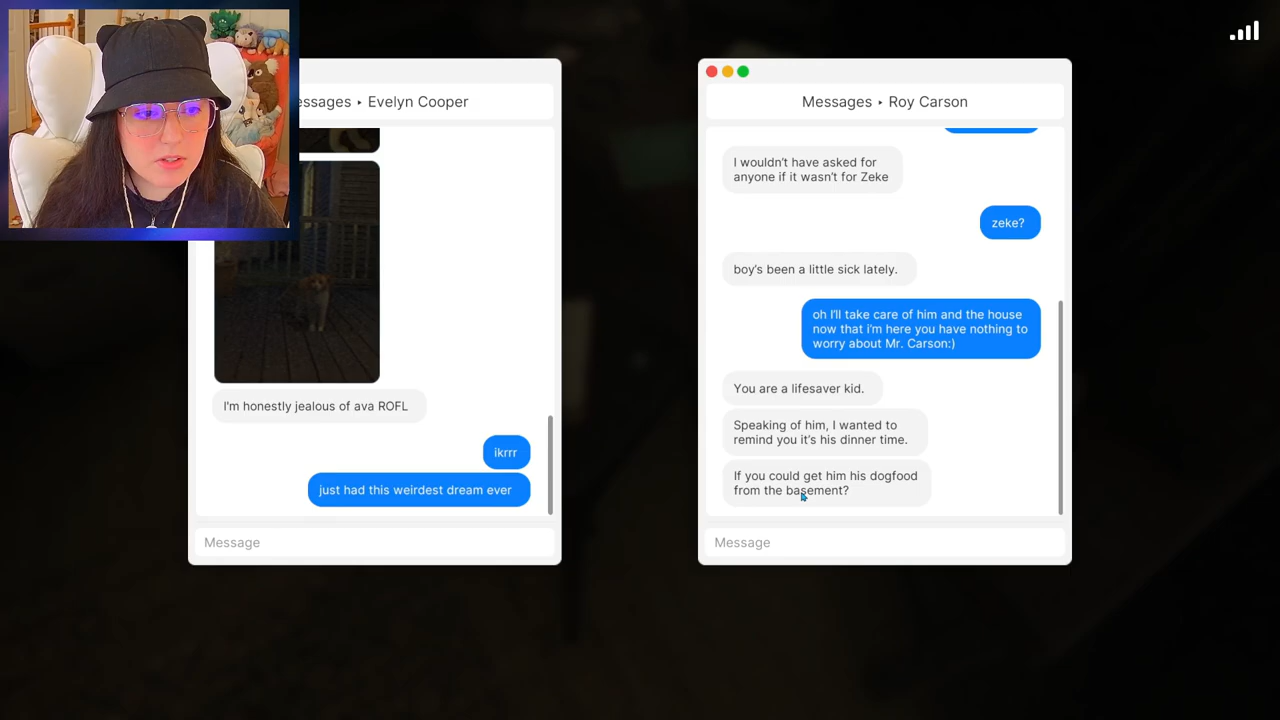 essages ▸ Evelyn Cooper
I'm honestly jealous of ava ROFL
ikrrr
just had this weirdest dream ever
Message
Messages ▸ Roy Carson
I wouldn't have asked for
anyone if it wasn't for Zeke
zeke?
boy's been a little sick lately.
oh I'll take care of him and the house
now that i'm here you have nothing to
worry about Mr. Carson:)
You are a lifesaver kid.
Speaking of him, I wanted to
remind you it's his dinner time.
If you could get him his dogfood
from the basement?
Message